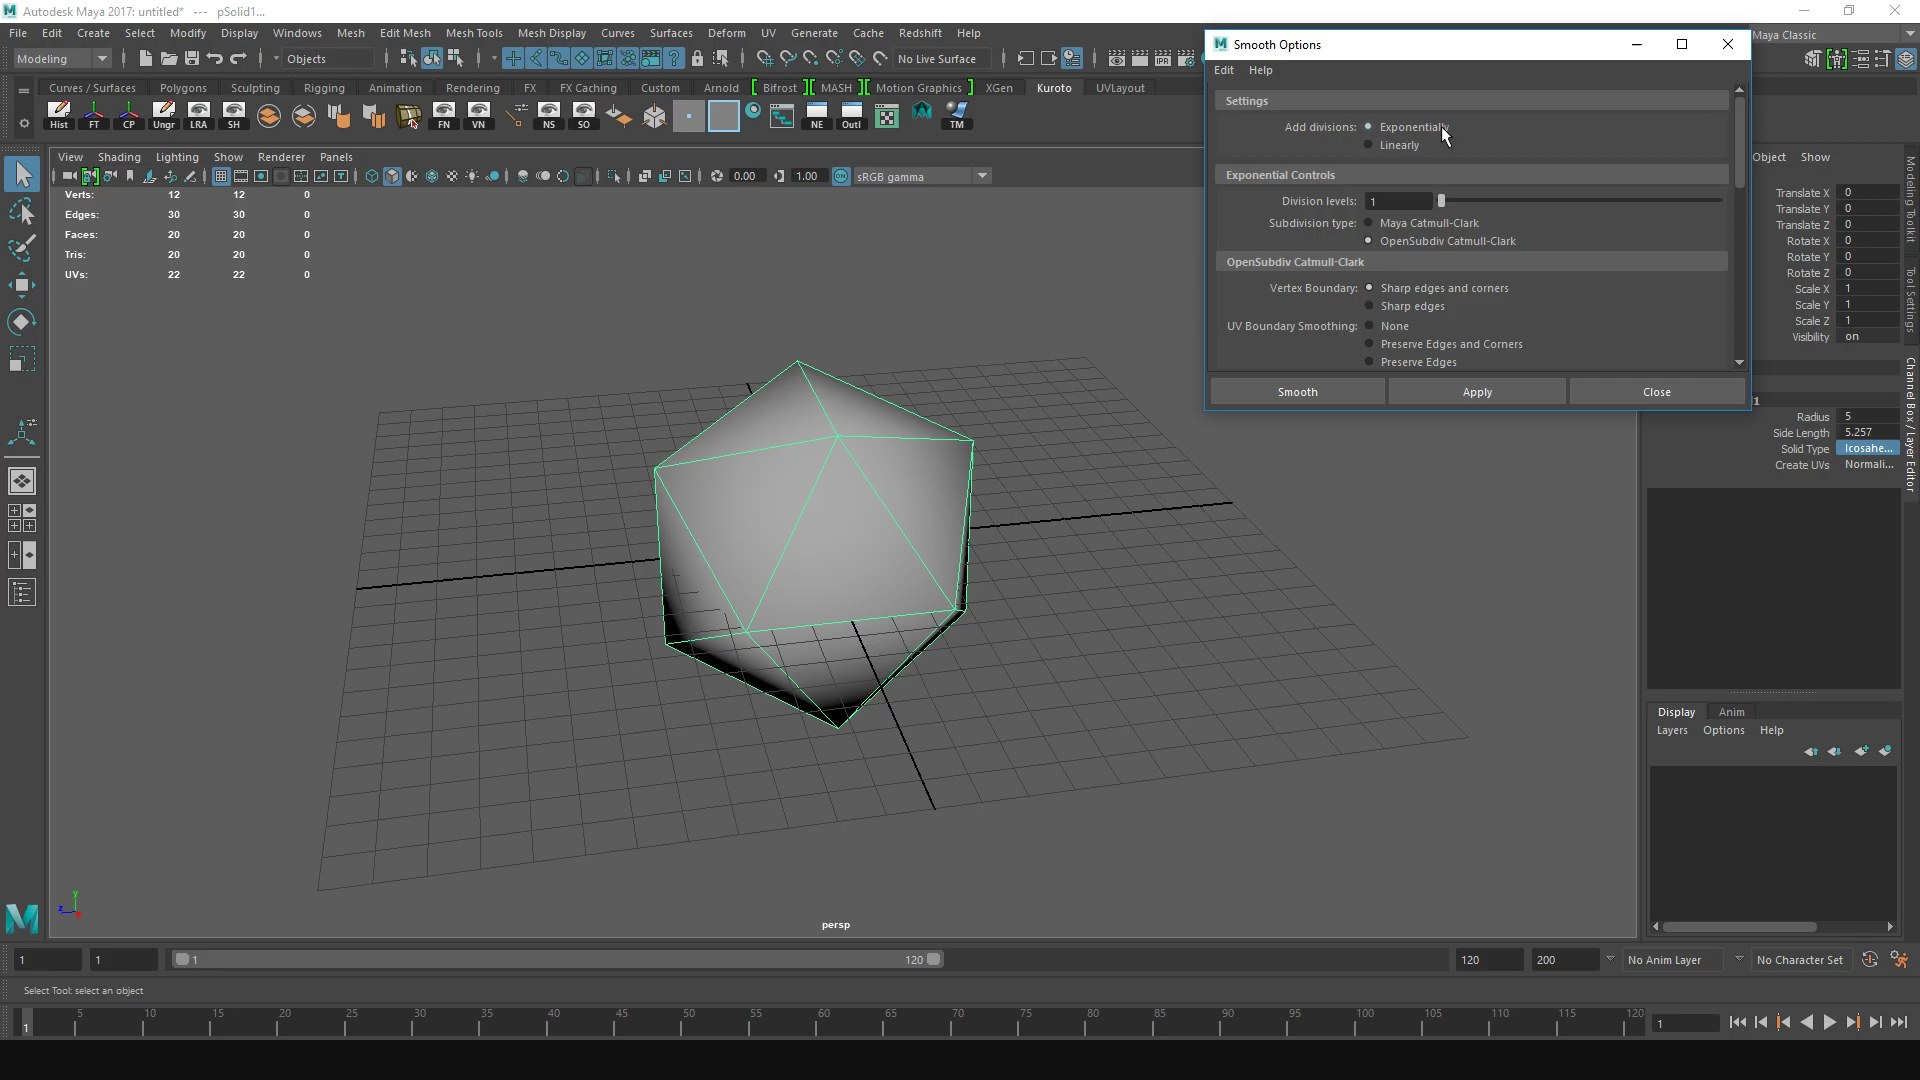 Autodesk Maya 2017: untitled* --- pSolid1...
File Edit Create Select Modify Display Windows Mesh Edit Mesh Mesh Tools Mesh Display Curves Surfaces Deform UV Generate Cache Redshift Help
Maya Classic
Modeling Objects No Live Surface IPR
Curves / Surfaces Polygons Sculpting Rigging Animation Rendering FX FX Caching Custom Arnold Bifrost MASH Motion Graphics XGen Kuroto UVLayout
Hist FT CP Ungr LRA SH FN VN NS SO NE Outl TM
View Shading Lighting Show Renderer Panels
0.00 1.00 sRGB gamma
Verts: 12 12 0
Edges: 30 30 0
Faces: 20 20 0
Tris: 20 20 0
UVs: 22 22 0
persp
Smooth Options
Edit Help
Settings
Add divisions: Exponentially
Linearly
Exponential Controls
Division levels: 1
Subdivision type: Maya Catmull-Clark
OpenSubdiv Catmull-Clark
OpenSubdiv Catmull-Clark
Vertex Boundary: Sharp edges and corners
Sharp edges
UV Boundary Smoothing: None
Preserve Edges and Corners
Preserve Edges
Smooth Apply Close
Object Show
Translate X 0
Translate Y 0
Translate Z 0
Rotate X 0
Rotate Y 0
Rotate Z 0
Scale X 1
Scale Y 1
Scale Z 1
Visibility on
1
Radius 5
Side Length 5.257
Solid Type Icosahe...
Create UVs Normali...
Modeling Toolkit
Tool Settings
Channel Box / Layer Editor
Display Anim
Layers Options Help
y
z
x
1 1 1 120 120 200 No Anim Layer No Character Set
Select Tool: select an object
1 5 10 15 20 25 30 35 40 45 50 55 60 65 70 75 80 85 90 95 100 105 110 115 120 1